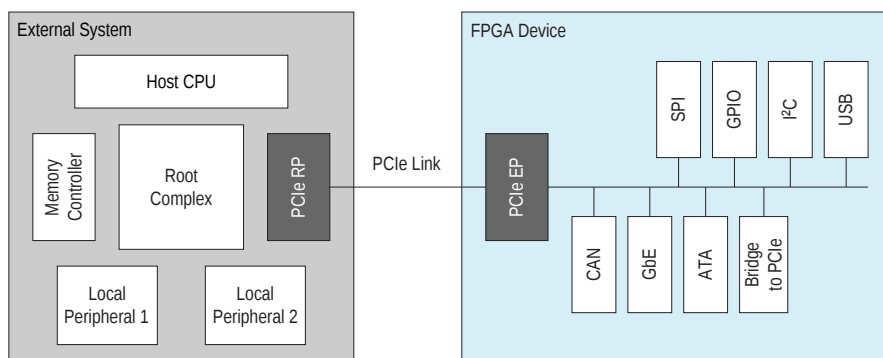 External System
Host CPU
Memory
Controller
Root
Complex
PCIe RP
Local
Peripheral 1
Local
Peripheral 2
PCIe Link
FPGA Device
PCIe EP
SPI
GPIO
I²C
USB
CAN
GbE
ATA
Bridge
to PCIe